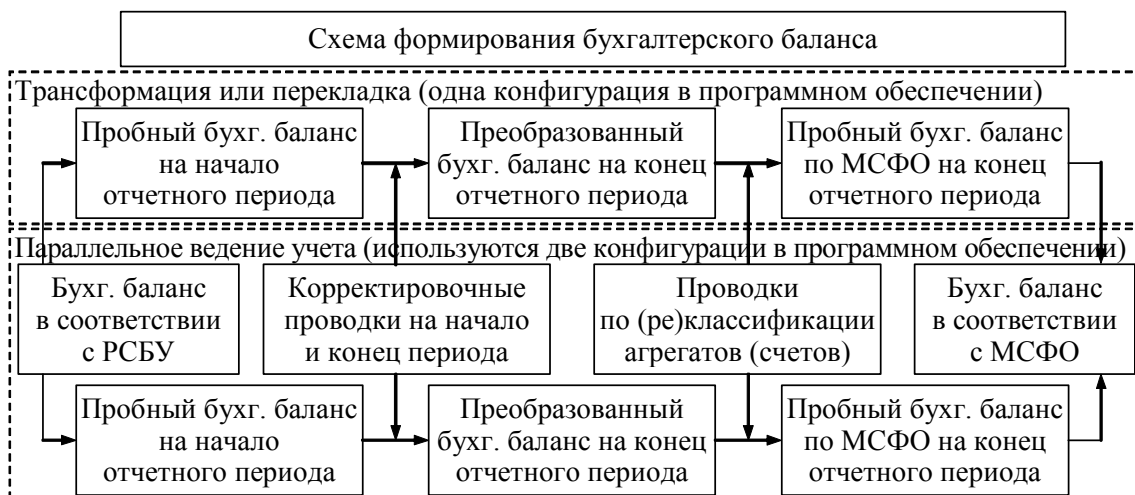 Схема формирования бухгалтерского баланса
Трансформация или перекладка (одна конфигурация в программном обеспечении)
Пробный бухг. баланс
на начало
отчетного периода
Преобразованный
бухг. баланс на конец
отчетного периода
Пробный бухг. баланс
по МСФО на конец
отчетного периода
Параллельное ведение учета (используются две конфигурации в программном обеспечении)
Бухг. баланс
в соответствии
с РСБУ
Корректировочные
проводки на начало
и конец периода
Проводки
по (ре)классификации
агрегатов (счетов)
Бухг. баланс
в соответствии
с МСФО
Пробный бухг. баланс
на начало
отчетного периода
Преобразованный
бухг. баланс на конец
отчетного периода
Пробный бухг. баланс
по МСФО на конец
отчетного периода